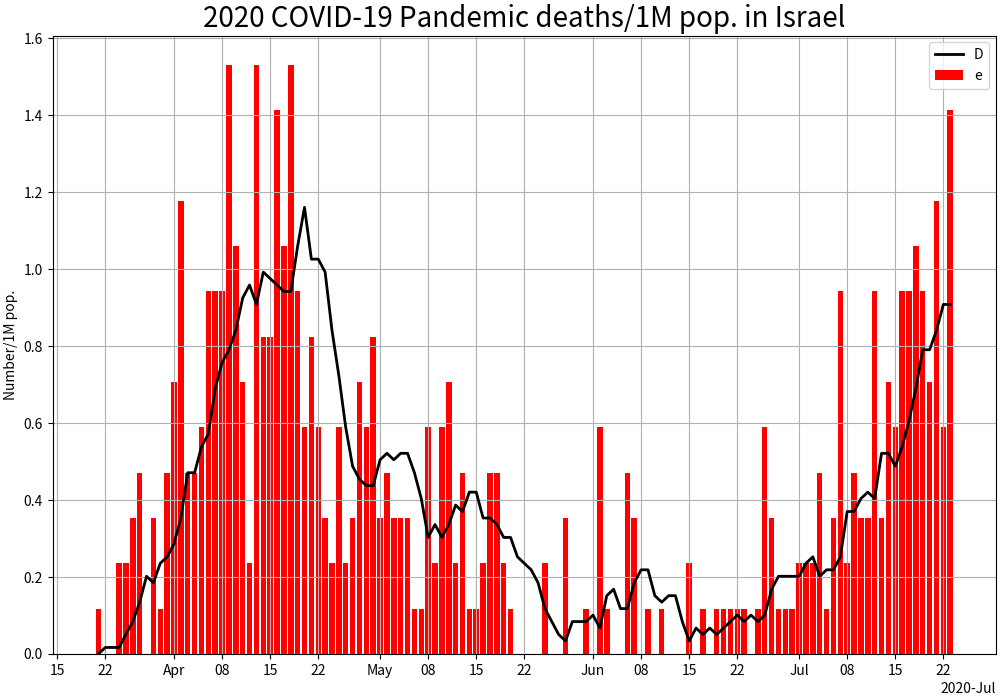 2020 COVID-19 Pandemic deaths/1M pop. in Israel
Number/1M pop.
1.6
1.4
1.2
1.0
0.8
0.6
0.4
0.2
0.0
D
e
15 22 Apr 08 15 22 May 08 15 22 Jun 08 15 22 Jul 08 15 22
2020-Jul